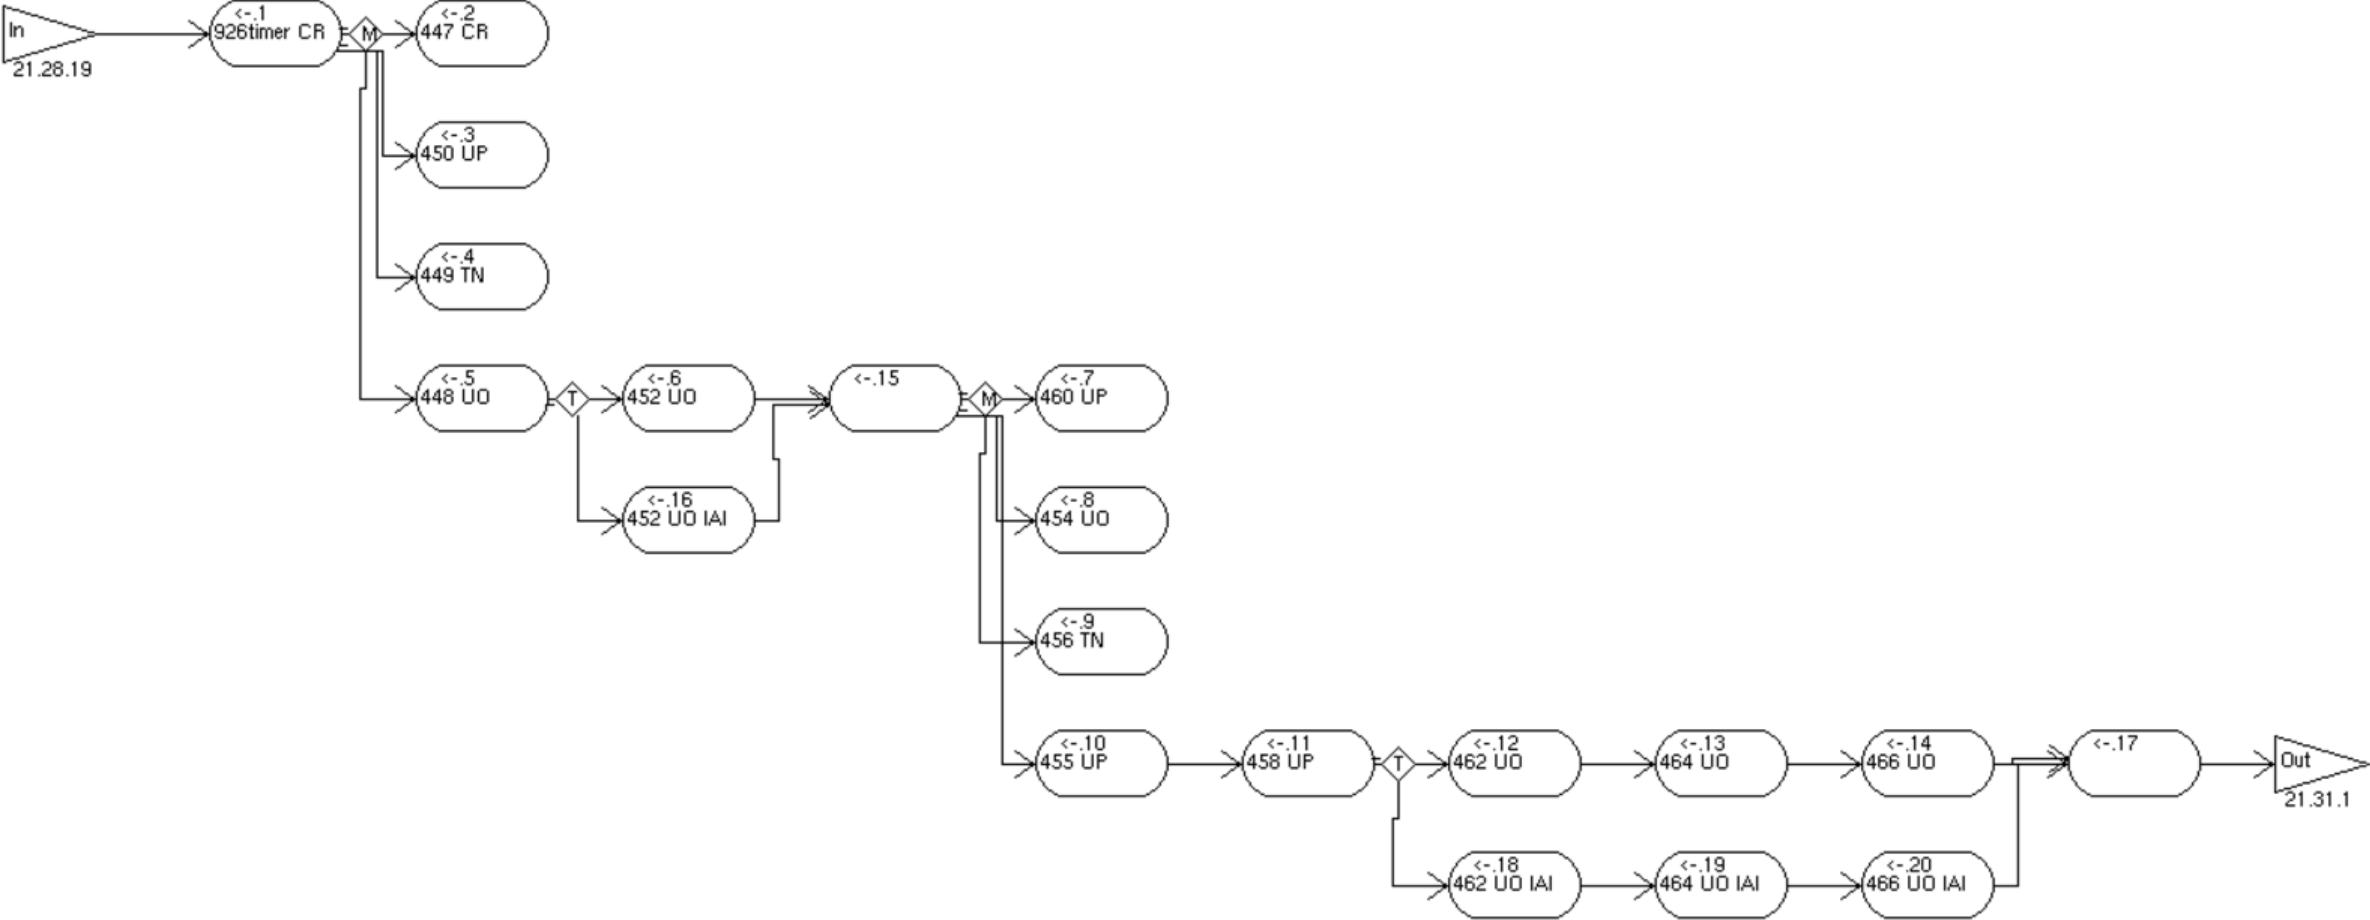 In
21.28.19
<-.1
926timer CR
M
<-.2
447 CR
<-.3
450 UP
<-.4
449 TN
<-.5
448 UO
T
<-.6
452 UO
<-.15
M
<-.7
460 UP
<-.16
452 UO IAI
<-.8
454 UO
<-.9
456 TN
<-.10
455 UP
<-.11
458 UP
T
<-.12
462 UO
<-.13
464 UO
<-.14
466 UO
<-.17
Out
21.31.1
<-.18
462 UO IAI
<-.19
464 UO IAI
<-.20
466 UO IAI